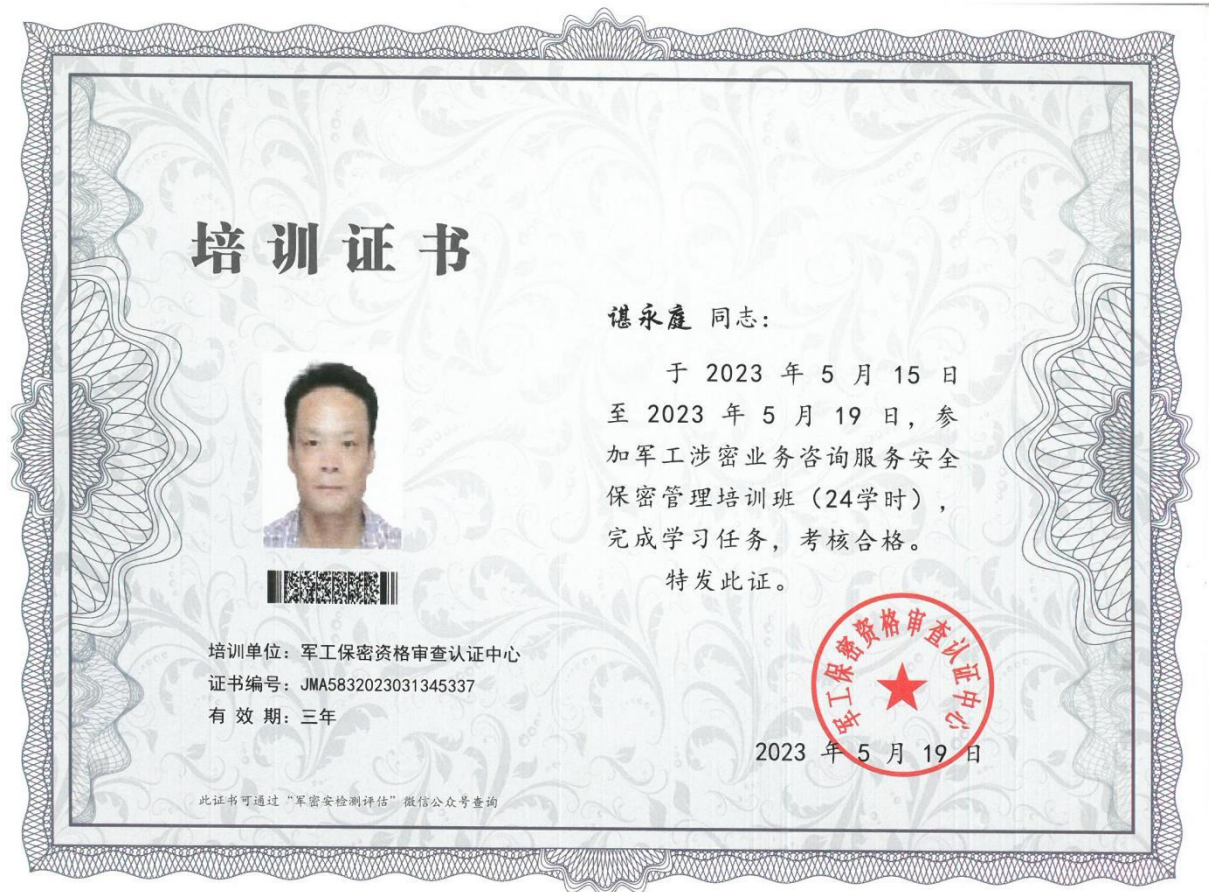 培训证书
谌永庭 同志：
于 2023 年 5 月 15 日
至 2023 年 5 月 19 日，参
加军工涉密业务咨询服务安全
保密管理培训班（24学时），
完成学习任务，考核合格。
特发此证。
培训单位：军工保密资格审查认证中心
证书编号：JMA5832023031345337
有 效 期：三年
军工保密资格审查认证中心
2023 年 5 月 19 日
此证书可通过“军密安检测评估”微信公众号查询